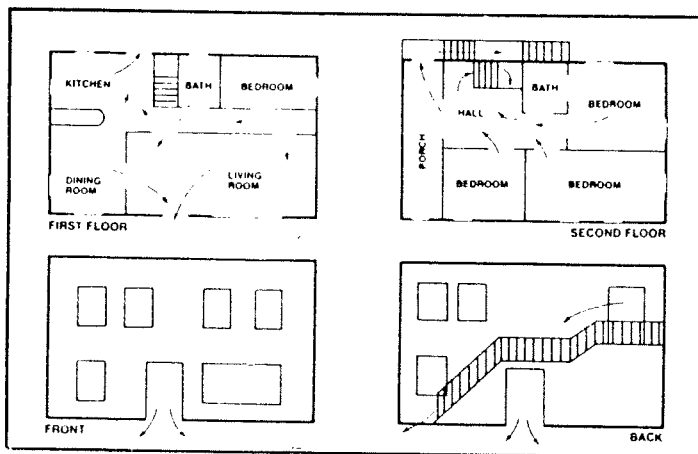 KITCHEN
BATH
BEDROOM
DINING
ROOM
LIVING
ROOM
FIRST FLOOR
BATH
HALL
BEDROOM
PORCH
BEDROOM
BEDROOM
SECOND FLOOR
FRONT
BACK